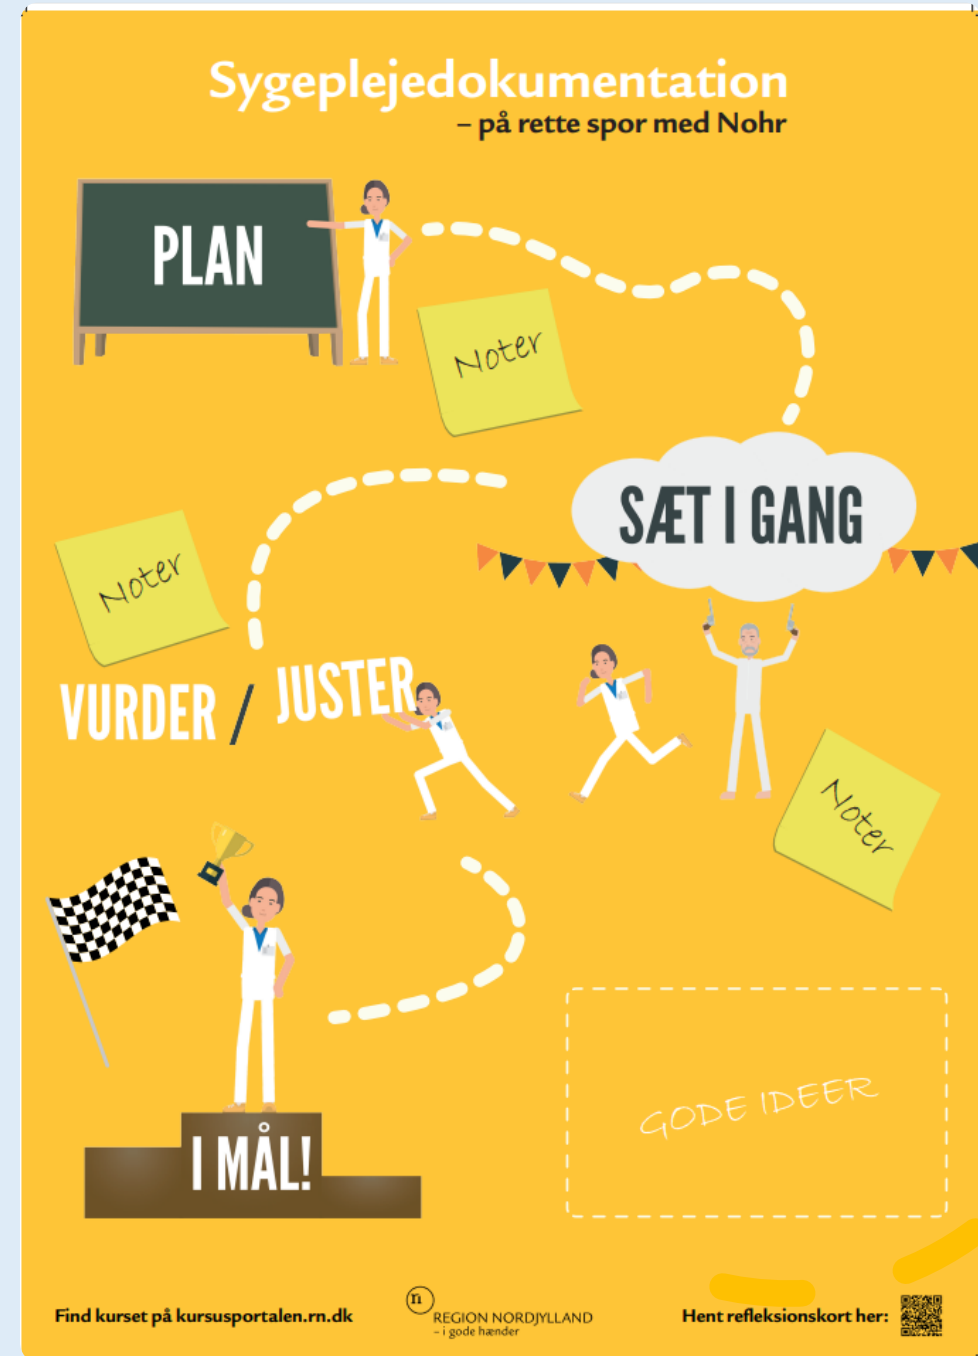 Sygeplejedokumentation
– på rette spor med Nohr
PLAN
Noter
SÆT I GANG
Noter
VURDER / JUSTER
Noter
I MÅL!
GODE IDEER
Find kurset på kursusportalen.rn.dk
n
REGION NORDJYLLAND
– i gode hænder
Hent refleksionskort her: